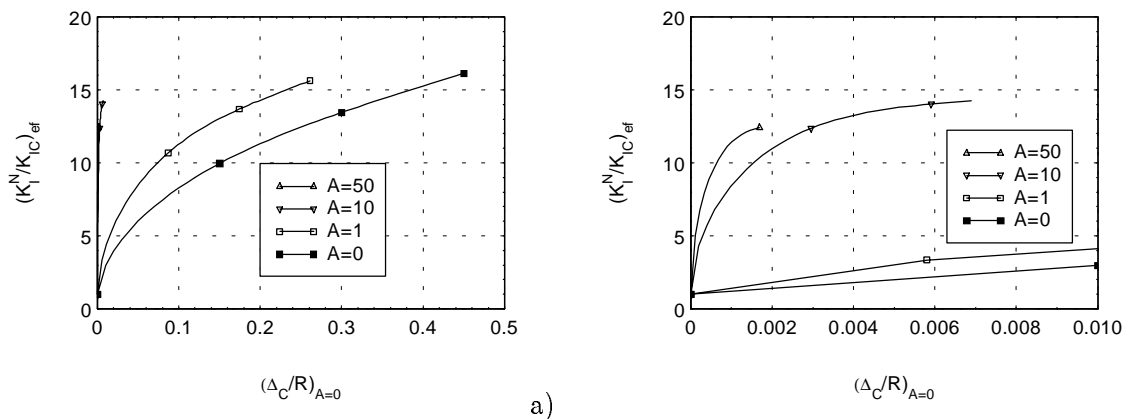 20
15
10
5
0
(K_I^N/K_IC)_ef
A=50
A=10
A=1
A=0
0 0.1 0.2 0.3 0.4 0.5
(Δ_C/R)_A=0
a)
20
15
10
5
0
(K_I^N/K_IC)_ef
A=50
A=10
A=1
A=0
0 0.002 0.004 0.006 0.008 0.010
(Δ_C/R)_A=0